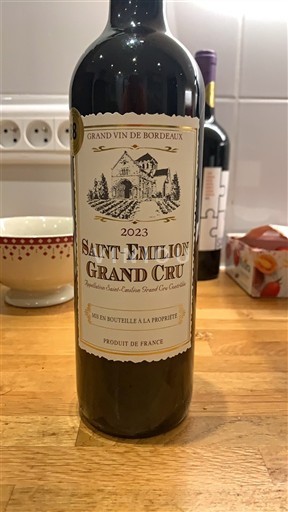 GRAND VIN DE BORDEAUX
2023
SAINT-EMILION
GRAND CRU
Appellation Saint-Emilion Grand Cru Contrôlée
MIS EN BOUTEILLE À LA PROPRIÉTÉ
PRODUIT DE FRANCE